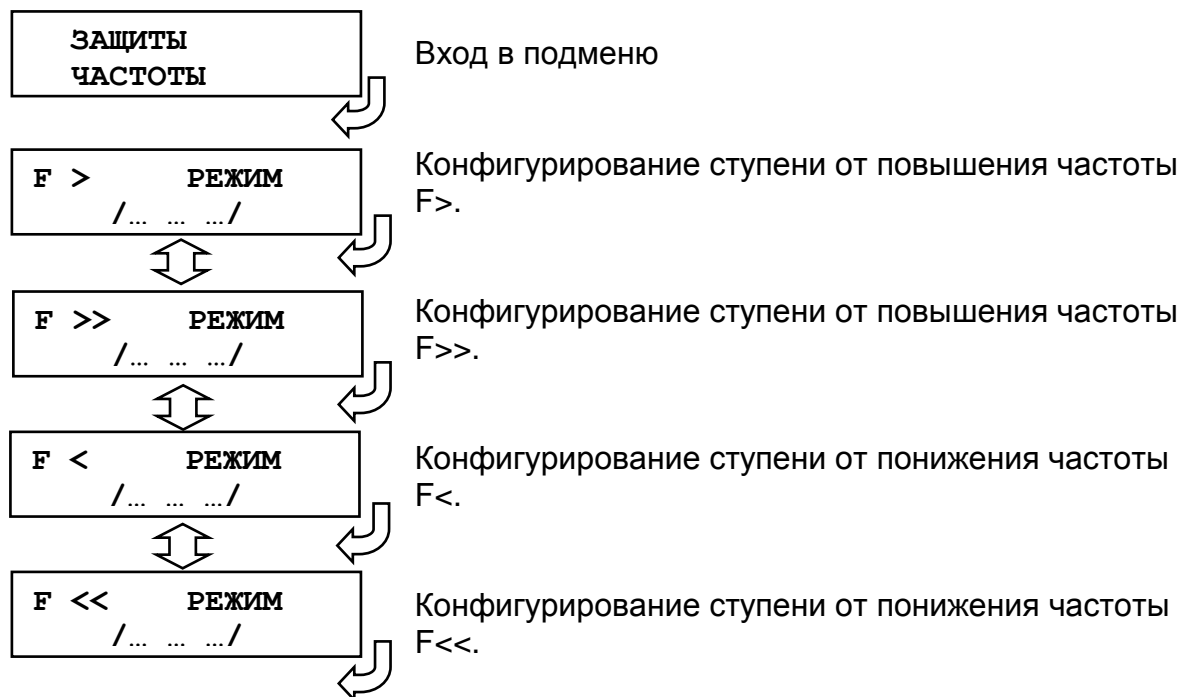 ЗАЩИТЫ
ЧАСТОТЫ
Вход в подменю
F > РЕЖИМ
/… … …/
Конфигурирование ступени от повышения частоты
F>.
F >> РЕЖИМ
/… … …/
Конфигурирование ступени от повышения частоты
F>>.
F < РЕЖИМ
/… … …/
Конфигурирование ступени от понижения частоты
F<.
F << РЕЖИМ
/… … …/
Конфигурирование ступени от понижения частоты
F<<.